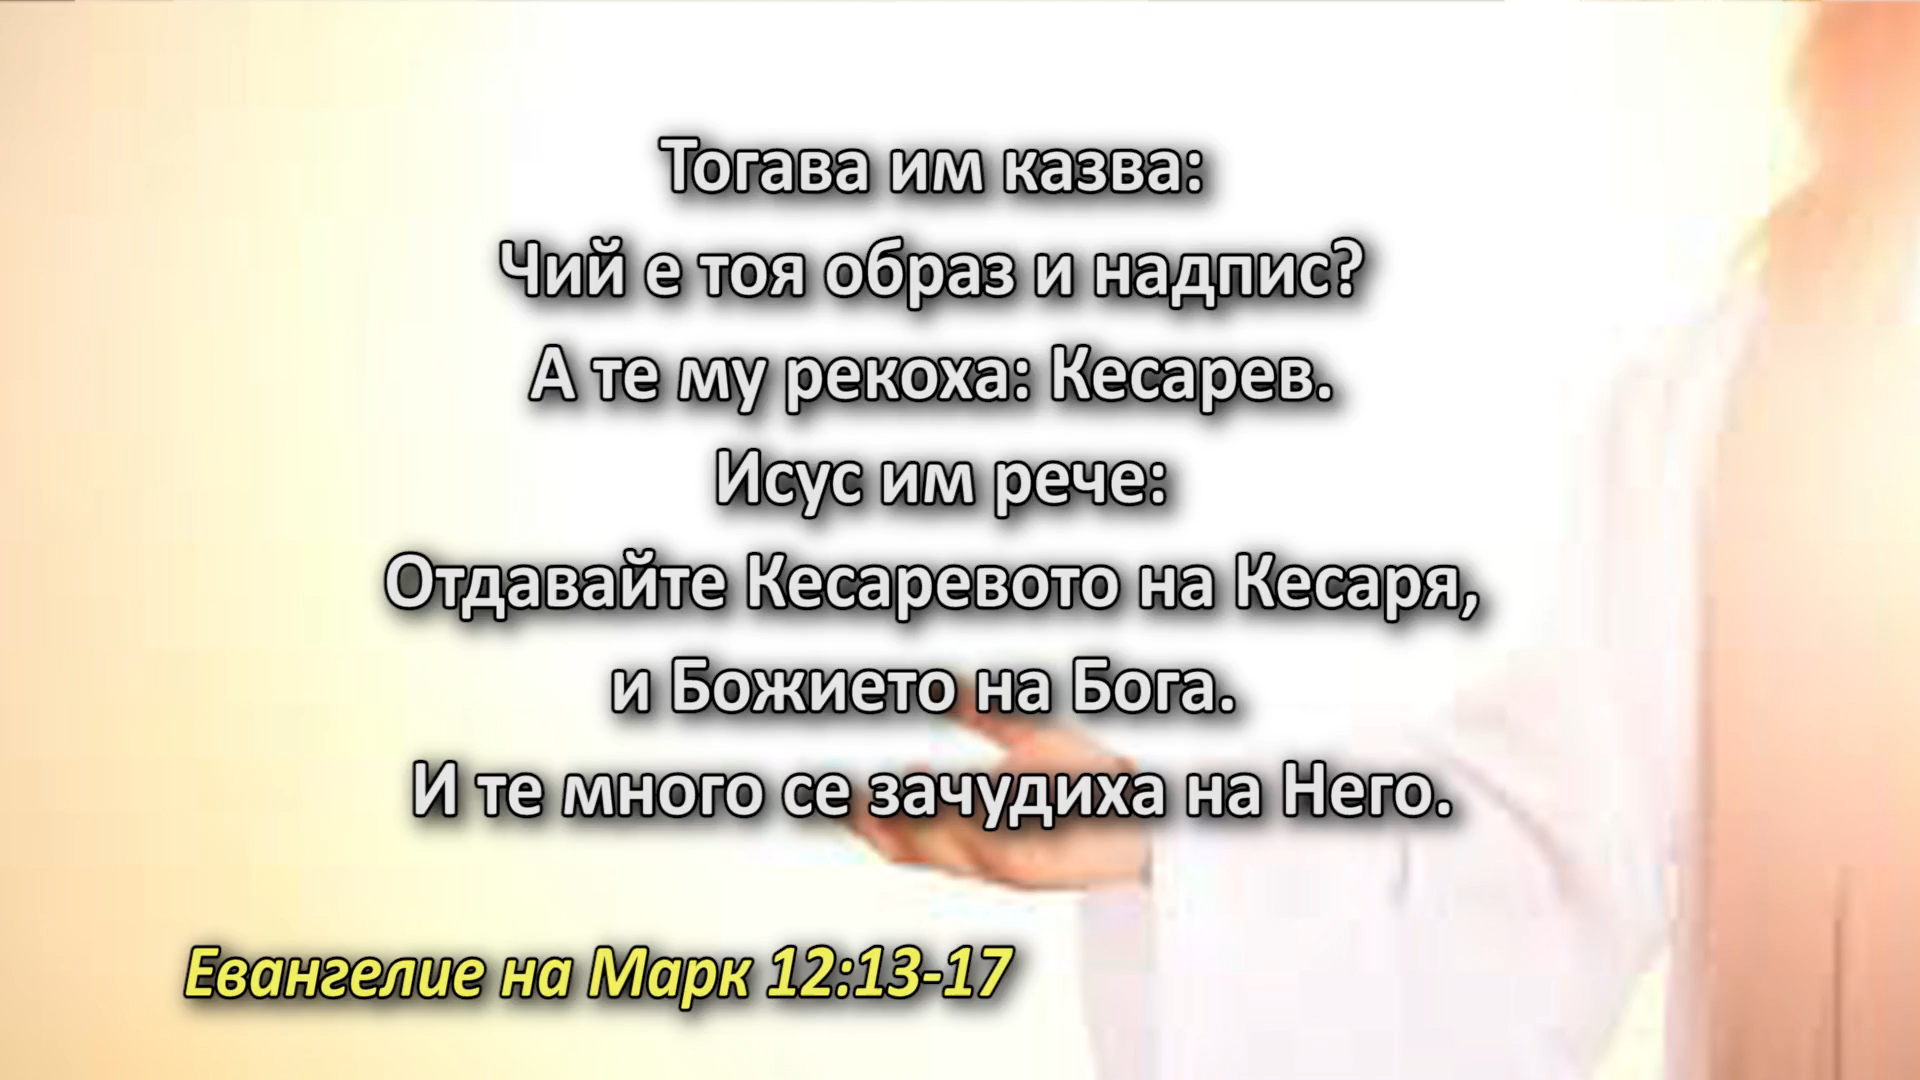 Тогава им казва:
Чий е тоя образ и надпис?
А те му рекоха: Кесарев.
Исус им рече:
Отдавайте Кесаревото на Кесаря,
и Божието на Бога.
И те много се зачудиха на Него.
Евангелие на Марк 12:13-17